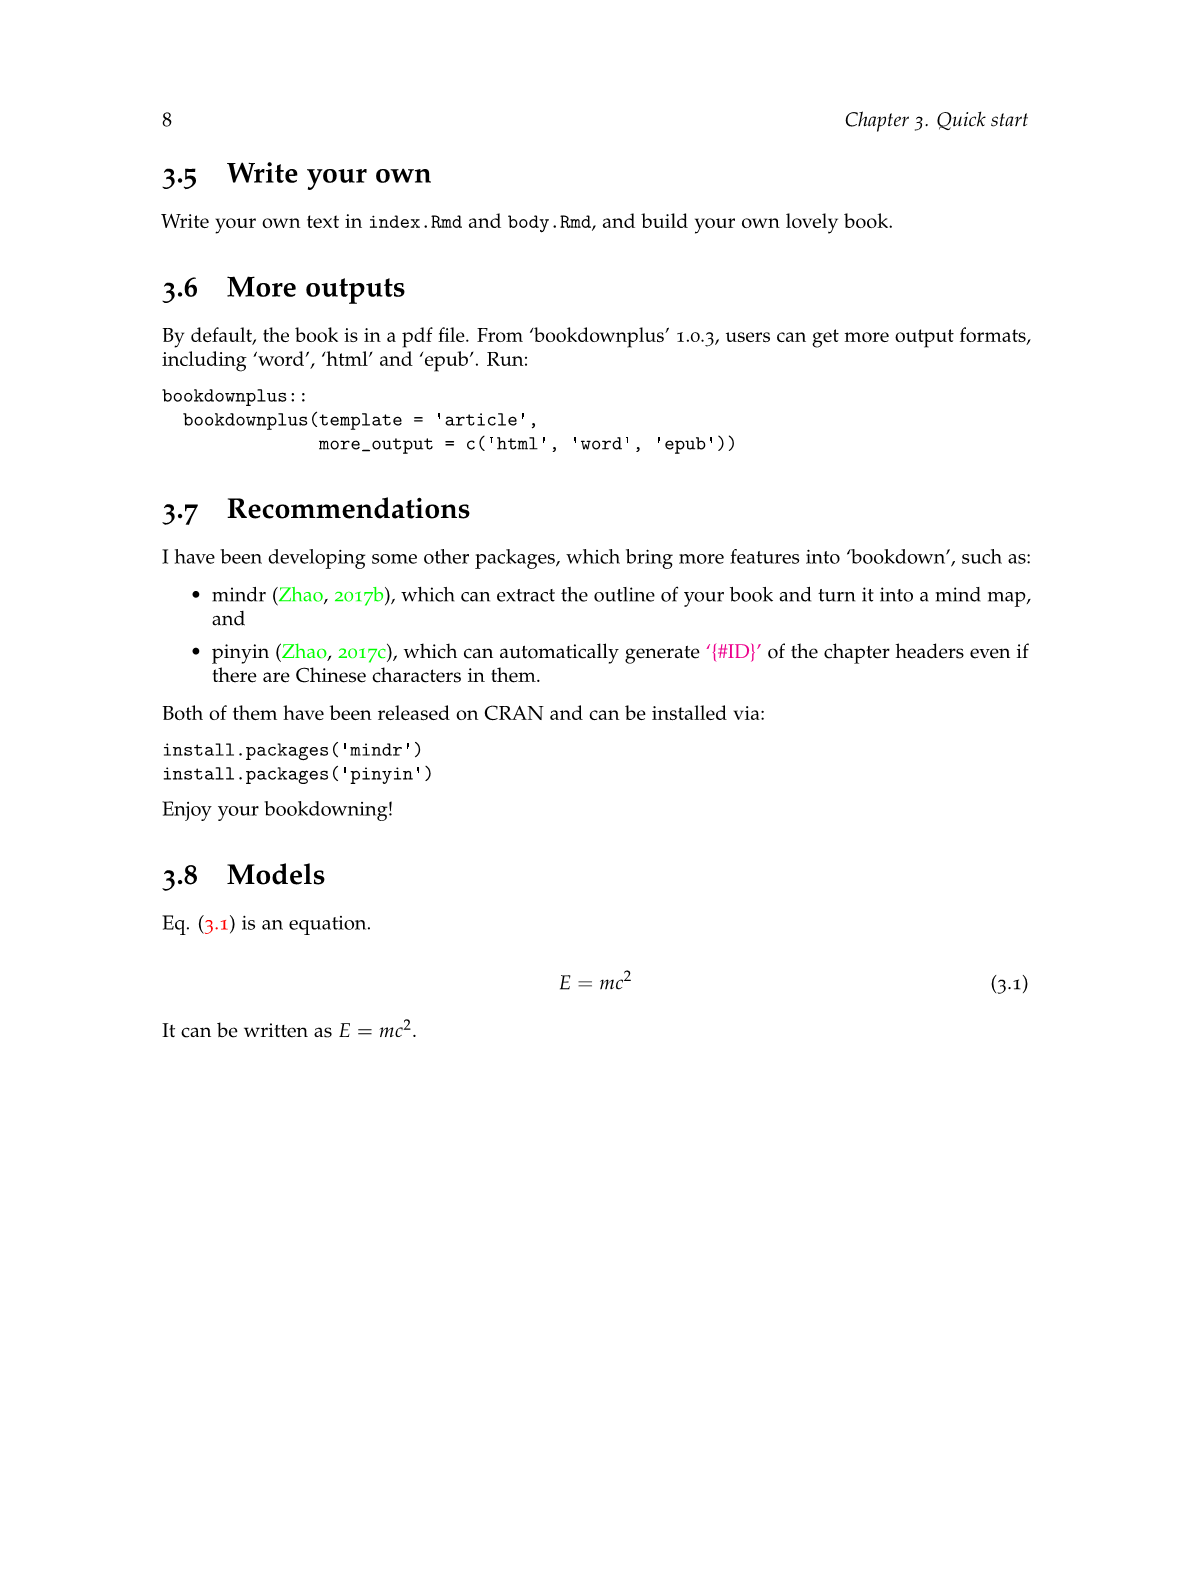 8 Chapter 3. Quick start
3.5 Write your own
Write your own text in index.Rmd and body.Rmd, and build your own lovely book.
3.6 More outputs
By default, the book is in a pdf file. From ‘bookdownplus’ 1.0.3, users can get more output formats,
including ‘word’, ‘html’ and ‘epub’. Run:
bookdownplus::
  bookdownplus(template = 'article',
               more_output = c('html', 'word', 'epub'))
3.7 Recommendations
I have been developing some other packages, which bring more features into ‘bookdown’, such as:
• mindr (Zhao, 2017b), which can extract the outline of your book and turn it into a mind map,
and
• pinyin (Zhao, 2017c), which can automatically generate ‘{#ID}’ of the chapter headers even if
there are Chinese characters in them.
Both of them have been released on CRAN and can be installed via:
install.packages('mindr')
install.packages('pinyin')
Enjoy your bookdowning!
3.8 Models
Eq. (3.1) is an equation.
E = mc² (3.1)
It can be written as E = mc².